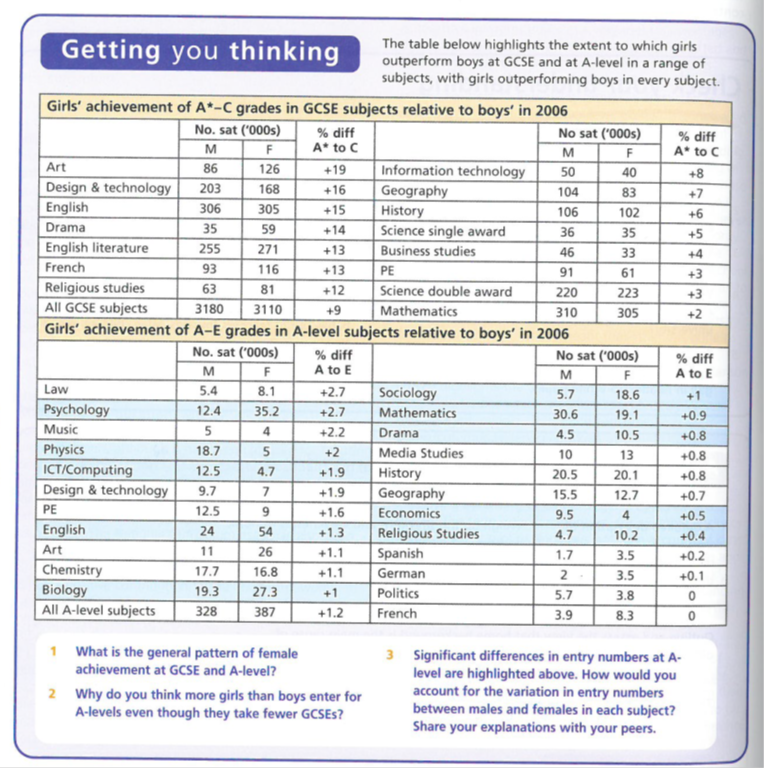 Getting you thinking
The table below highlights the extent to which girls
outperform boys at GCSE and at A-level in a range of
subjects, with girls outperforming boys in every subject.
Girls' achievement of A*–C grades in GCSE subjects relative to boys' in 2006
No. sat ('000s) % diff No sat ('000s) % diff
M F A* to C M F A* to C
Art 86 126 +19 Information technology 50 40 +8
Design & technology 203 168 +16 Geography 104 83 +7
English 306 305 +15 History 106 102 +6
Drama 35 59 +14 Science single award 36 35 +5
English literature 255 271 +13 Business studies 46 33 +4
French 93 116 +13 PE 91 61 +3
Religious studies 63 81 +12 Science double award 220 223 +3
All GCSE subjects 3180 3110 +9 Mathematics 310 305 +2
Girls' achievement of A–E grades in A-level subjects relative to boys' in 2006
No. sat ('000s) % diff No sat ('000s) % diff
M F A to E M F A to E
Law 5.4 8.1 +2.7 Sociology 5.7 18.6 +1
Psychology 12.4 35.2 +2.7 Mathematics 30.6 19.1 +0.9
Music 5 4 +2.2 Drama 4.5 10.5 +0.8
Physics 18.7 5 +2 Media Studies 10 13 +0.8
ICT/Computing 12.5 4.7 +1.9 History 20.5 20.1 +0.8
Design & technology 9.7 7 +1.9 Geography 15.5 12.7 +0.7
PE 12.5 9 +1.6 Economics 9.5 4 +0.5
English 24 54 +1.3 Religious Studies 4.7 10.2 +0.4
Art 11 26 +1.1 Spanish 1.7 3.5 +0.2
Chemistry 17.7 16.8 +1.1 German 2 3.5 +0.1
Biology 19.3 27.3 +1 Politics 5.7 3.8 0
All A-level subjects 328 387 +1.2 French 3.9 8.3 0
1 What is the general pattern of female
achievement at GCSE and A-level?
2 Why do you think more girls than boys enter for
A-levels even though they take fewer GCSEs?
3 Significant differences in entry numbers at A-
level are highlighted above. How would you
account for the variation in entry numbers
between males and females in each subject?
Share your explanations with your peers.